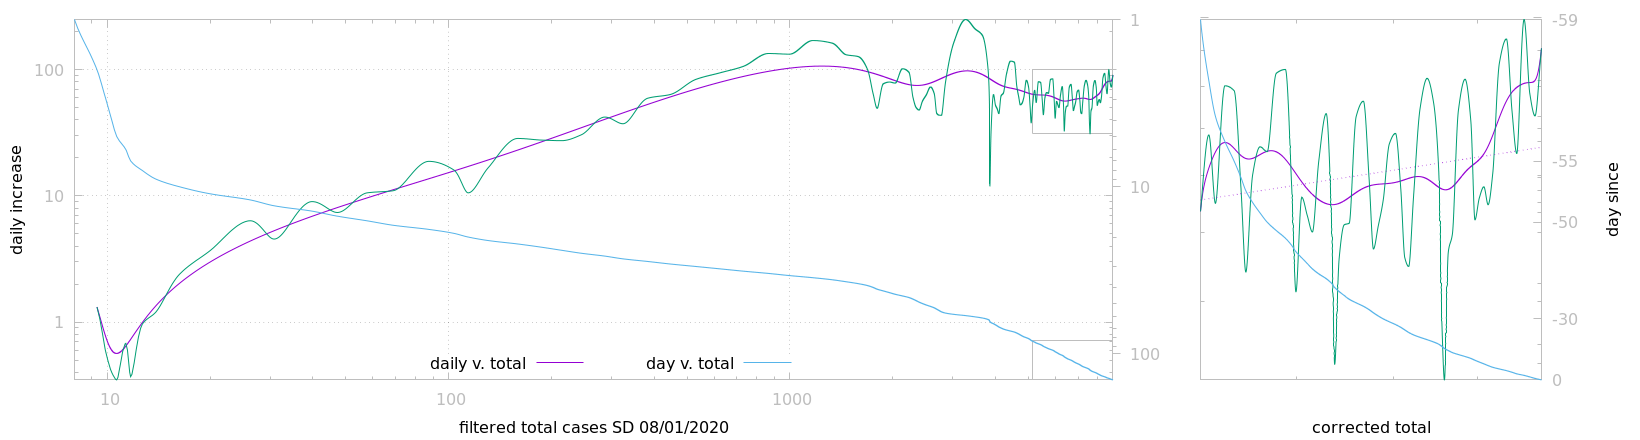 daily increase
100
10
1
10
100
1000
1
10
100
daily v. total
day v. total
filtered total cases SD 08/01/2020
-59
-55
-50
-30
0
day since
corrected total